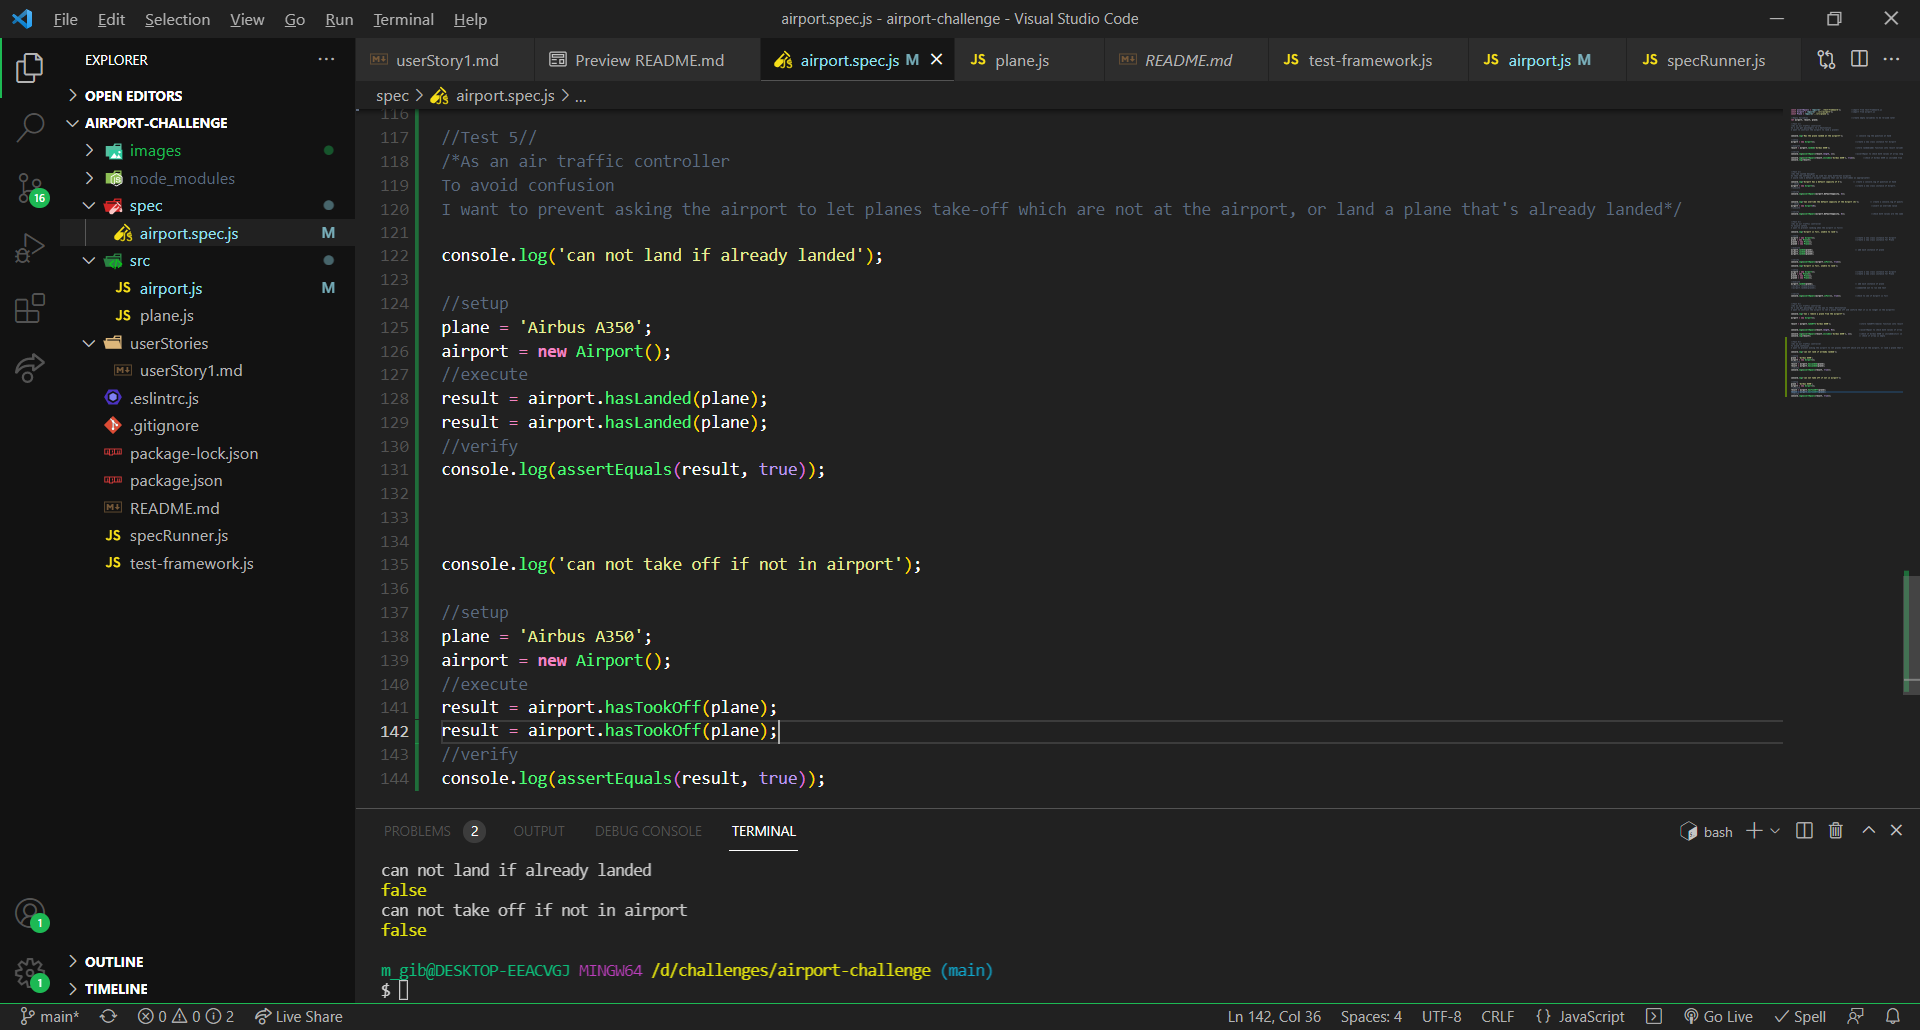 File Edit Selection View Go Run Terminal Help
airport.spec.js - airport-challenge - Visual Studio Code
EXPLORER
userStory1.md
Preview README.md
airport.spec.js M
JS plane.js
README.md
JS test-framework.js
JS airport.js M
JS specRunner.js
OPEN EDITORS
AIRPORT-CHALLENGE
images
node_modules
spec
airport.spec.js M
src
JS airport.js M
JS plane.js
userStories
userStory1.md
.eslintrc.js
.gitignore
package-lock.json
package.json
README.md
JS specRunner.js
JS test-framework.js
OUTLINE
TIMELINE
16
1
1
spec > airport.spec.js > ...
116
117 //Test 5//
118 /*As an air traffic controller
119 To avoid confusion
120 I want to prevent asking the airport to let planes take-off which are not at the airport, or land a plane that's already landed*/
121
122 console.log('can not land if already landed');
123
124 //setup
125 plane = 'Airbus A350';
126 airport = new Airport();
127 //execute
128 result = airport.hasLanded(plane);
129 result = airport.hasLanded(plane);
130 //verify
131 console.log(assertEquals(result, true));
132
133
134
135 console.log('can not take off if not in airport');
136
137 //setup
138 plane = 'Airbus A350';
139 airport = new Airport();
140 //execute
141 result = airport.hasTookOff(plane);
142 result = airport.hasTookOff(plane);
143 //verify
144 console.log(assertEquals(result, true));
PROBLEMS 2 OUTPUT DEBUG CONSOLE TERMINAL
bash
can not land if already landed
false
can not take off if not in airport
false
m_gib@DESKTOP-EEACVGJ MINGW64 /d/challenges/airport-challenge (main)
$
main* 0 0 2 Live Share
Ln 142, Col 36 Spaces: 4 UTF-8 CRLF {} JavaScript Go Live Spell